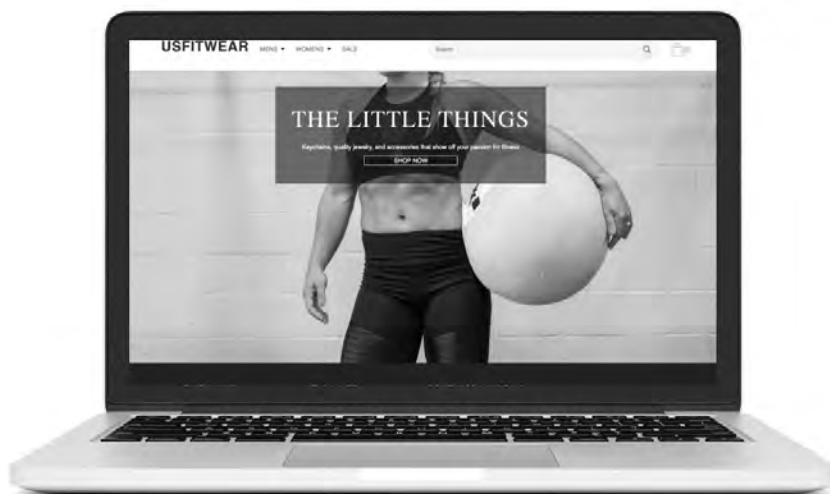 USFITWEAR MENS WOMENS SALE Search
THE LITTLE THINGS
Keychains, quality jewelry, and accessories that show off your passion for fitness
SHOP NOW